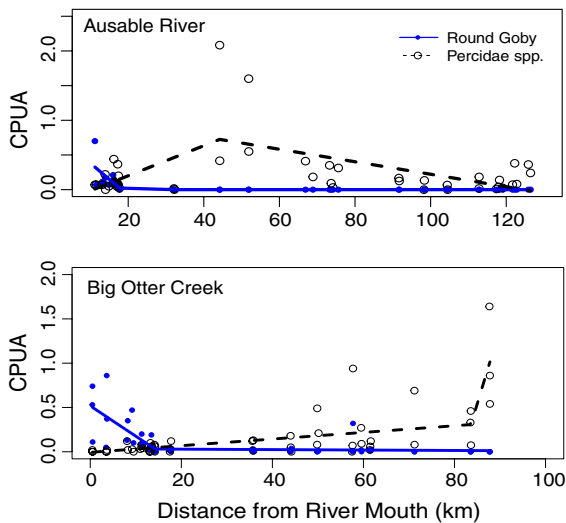 Ausable River
Round Goby
Percidae spp.
CPUA
0.0 1.0 2.0
20 40 60 80 100 120
Big Otter Creek
CPUA
0.0 0.5 1.0 1.5 2.0
0 20 40 60 80 100
Distance from River Mouth (km)